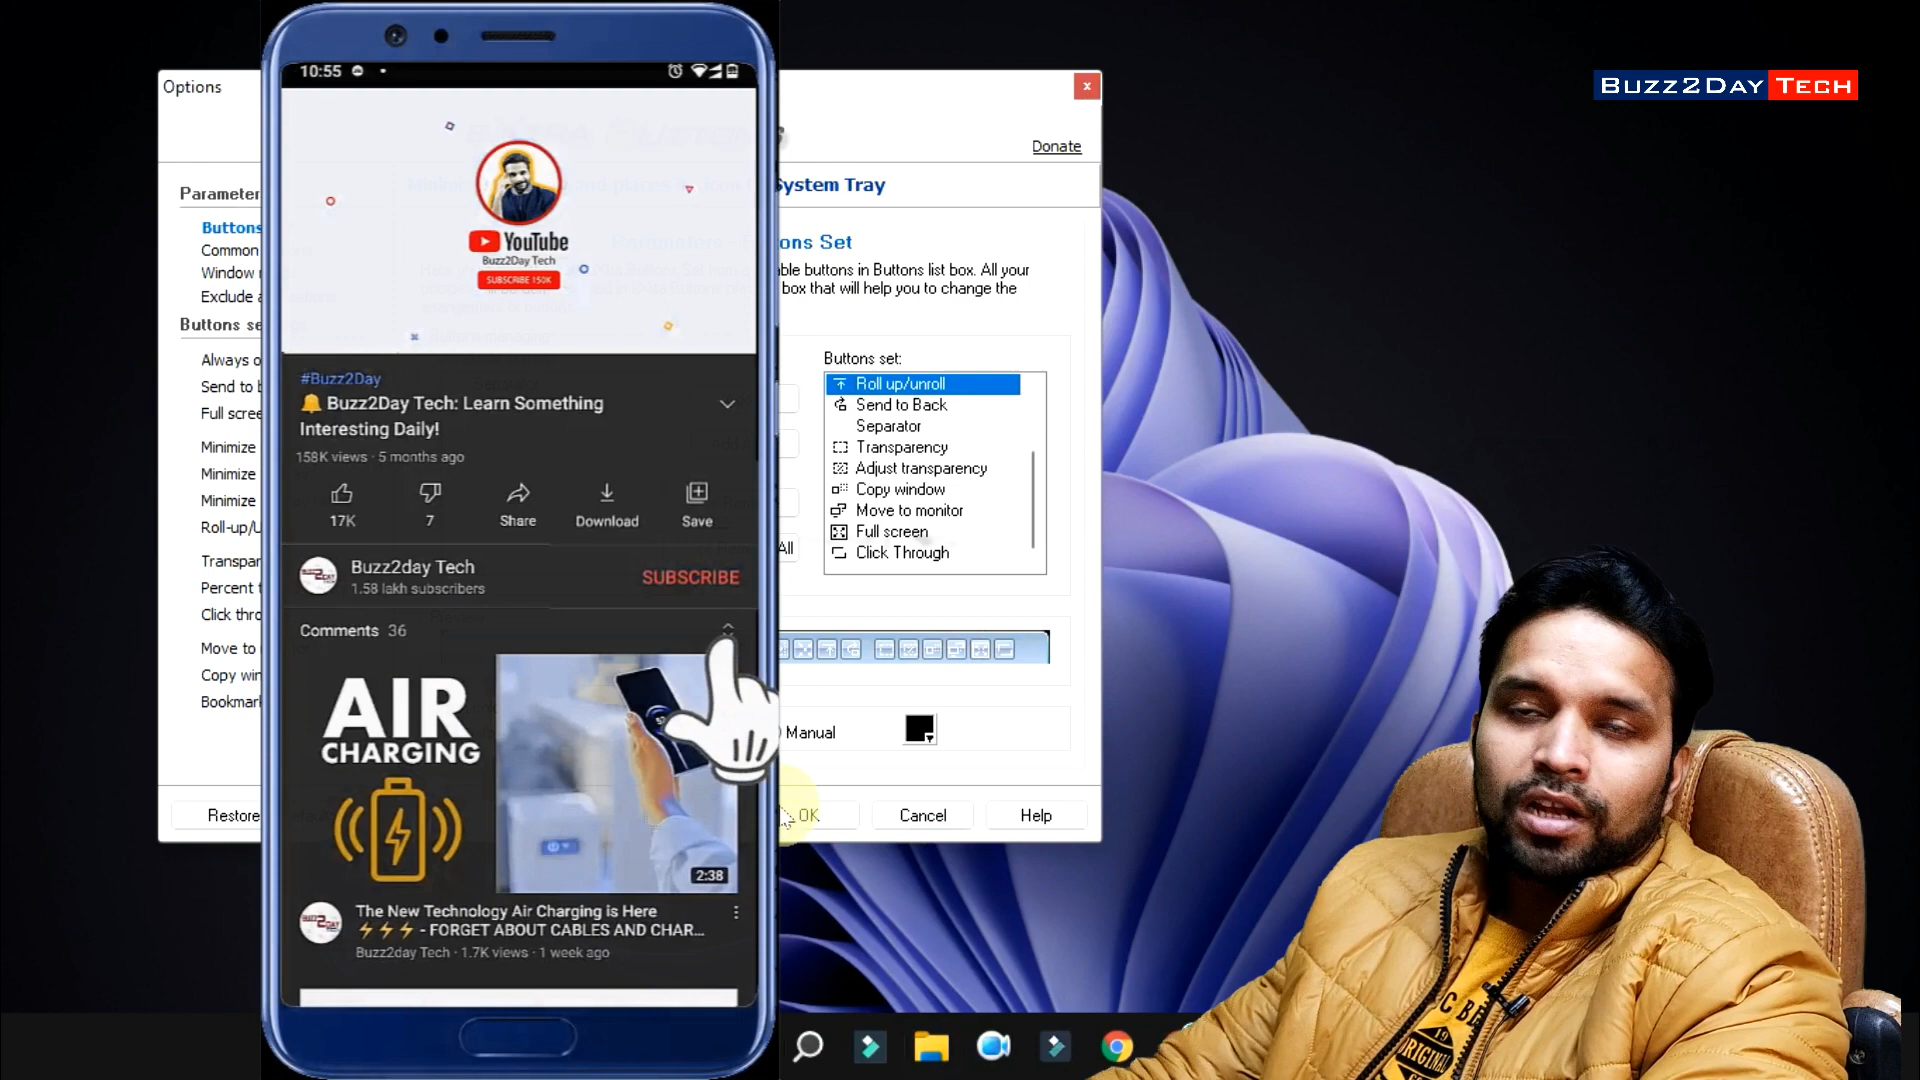 Options
x
Donate
System Tray
Parameter
Buttons
Common
Window
Exclude a
Buttons se
Always o
Send to b
Full scree
Minimize
Minimize
Minimize
Roll-up/U
Transpar
Percent t
Click thro
Move to
Copy win
Bookmar
Restore
10:55
YouTube
Buzz2Day Tech
SUBSCRIBE 150K
#Buzz2Day
Buzz2Day Tech: Learn Something
Interesting Daily!
158K views · 5 months ago
17K 7 Share Download Save
Buzz2day Tech
1.58 lakh subscribers
SUBSCRIBE
Comments 36
AIR
CHARGING
2:38
The New Technology Air Charging is Here
⚡⚡⚡ - FORGET ABOUT CABLES AND CHAR...
Buzz2day Tech · 1.7K views · 1 week ago
ons Set
ble buttons in Buttons list box. All your
box that will help you to change the
Buttons set:
Roll up/unroll
Send to Back
Separator
Transparency
Adjust transparency
Copy window
Move to monitor
Full screen
Click Through
All
Manual
OK Cancel Help
BUZZ2DAY TECH
ORIGINAL